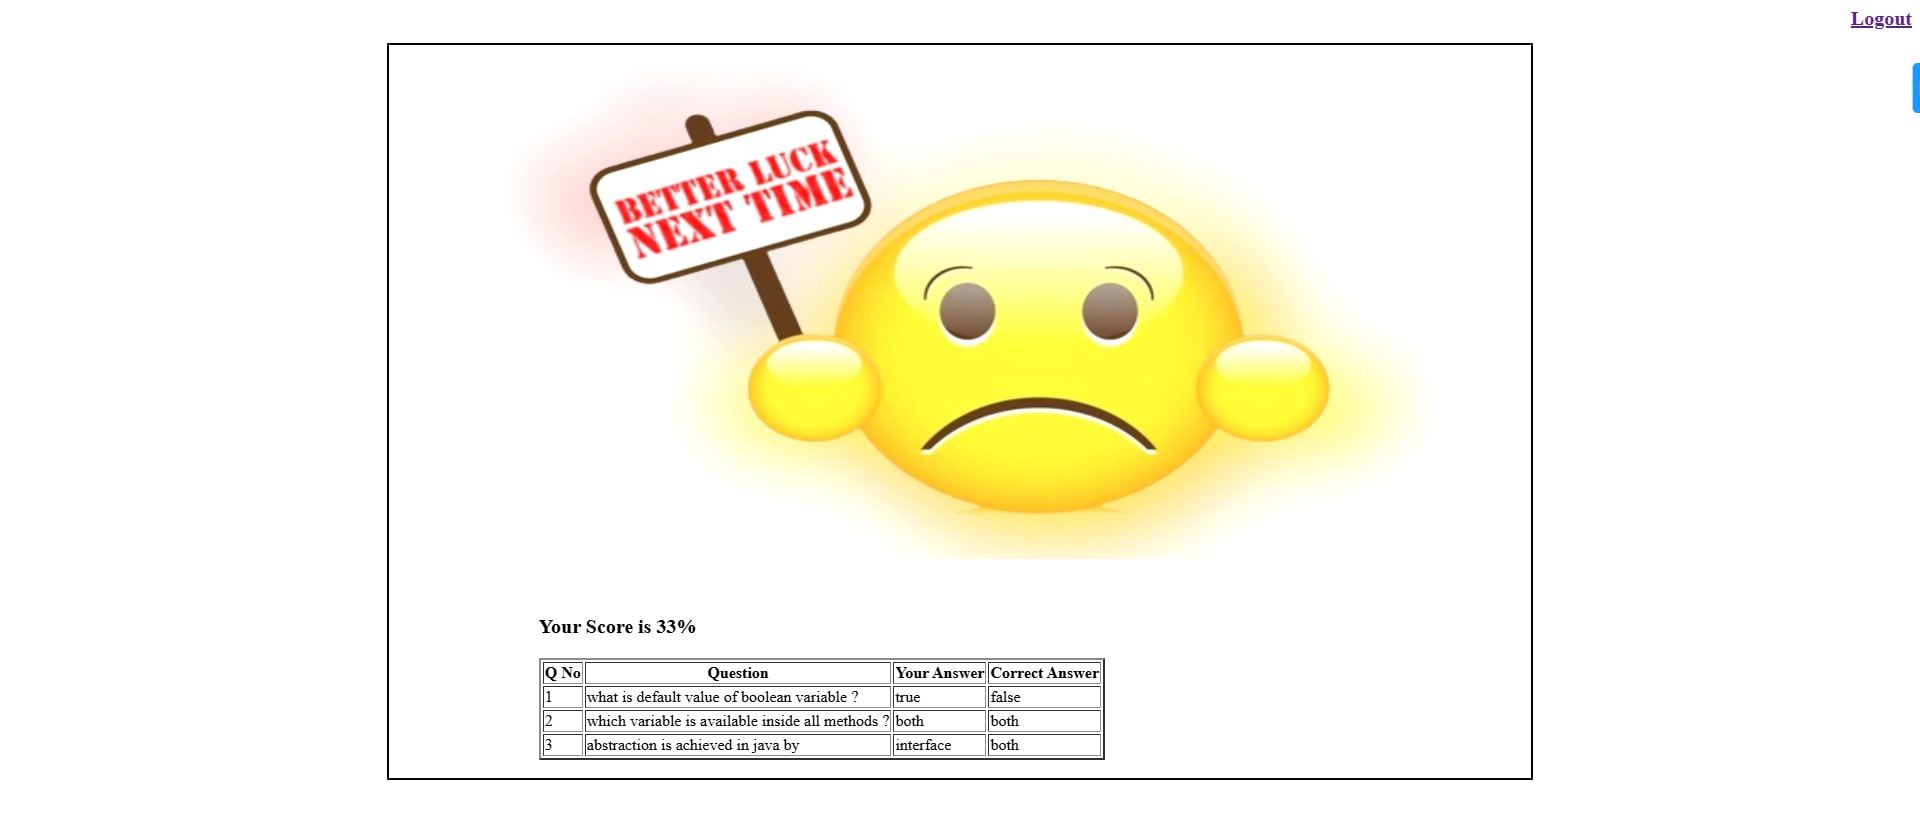 Logout
BETTER LUCK
NEXT TIME
Your Score is 33%
Q No Question Your Answer Correct Answer
1 what is default value of boolean variable ? true false
2 which variable is available inside all methods ? both both
3 abstraction is achieved in java by interface both